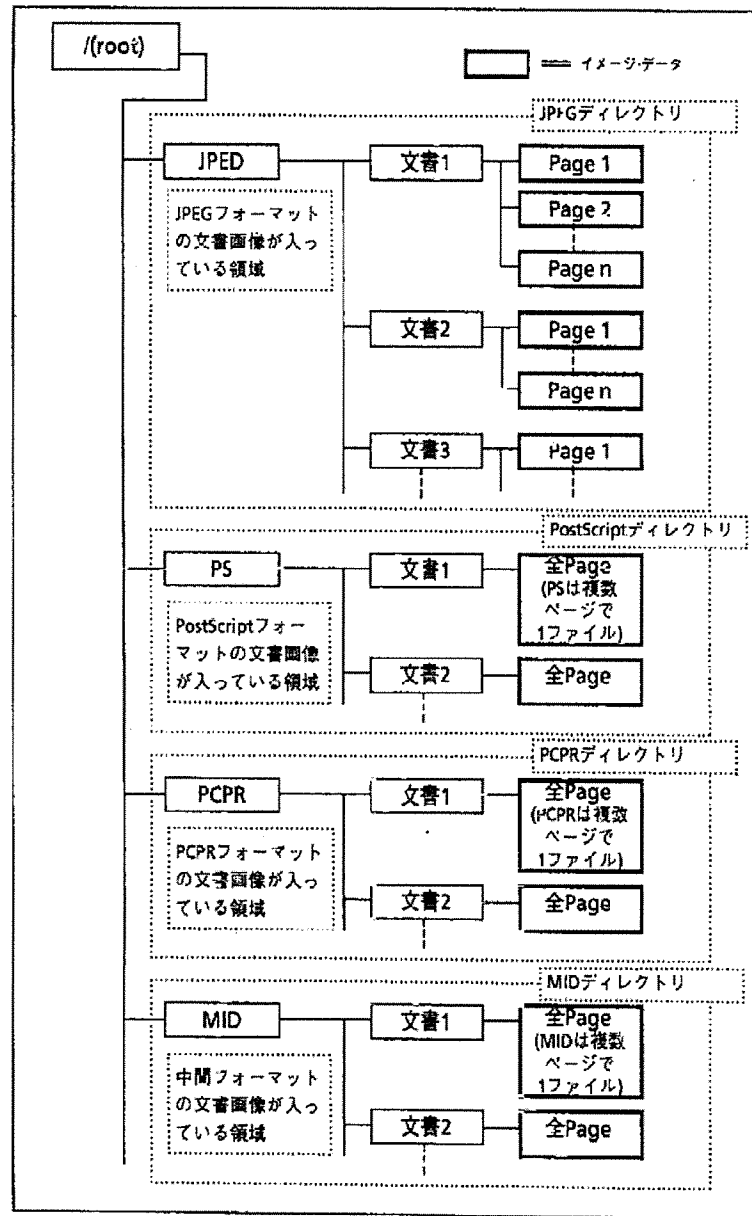 /(root)
イメージ・データ
JPEGディレクトリ
JPED
文書1
Page 1
JPEGフォーマット
の文書画像が入っ
ている領域
Page 2
Page n
文書2
Page 1
Page n
文書3
Page 1
PostScriptディレクトリ
PS
文書1
全Page
(PSは複数
ページで
1ファイル)
PostScriptフォー
マットの文書画像
が入っている領域
文書2
全Page
PCPRディレクトリ
PCPR
文書1
全Page
(PCPRは複数
ページで
1ファイル)
PCPRフォーマット
の文書画像が入っ
ている領域
文書2
全Page
MIDディレクトリ
MID
文書1
全Page
(MIDは複数
ページで
1ファイル)
中間フォーマット
の文書画像が入っ
ている領域
文書2
全Page